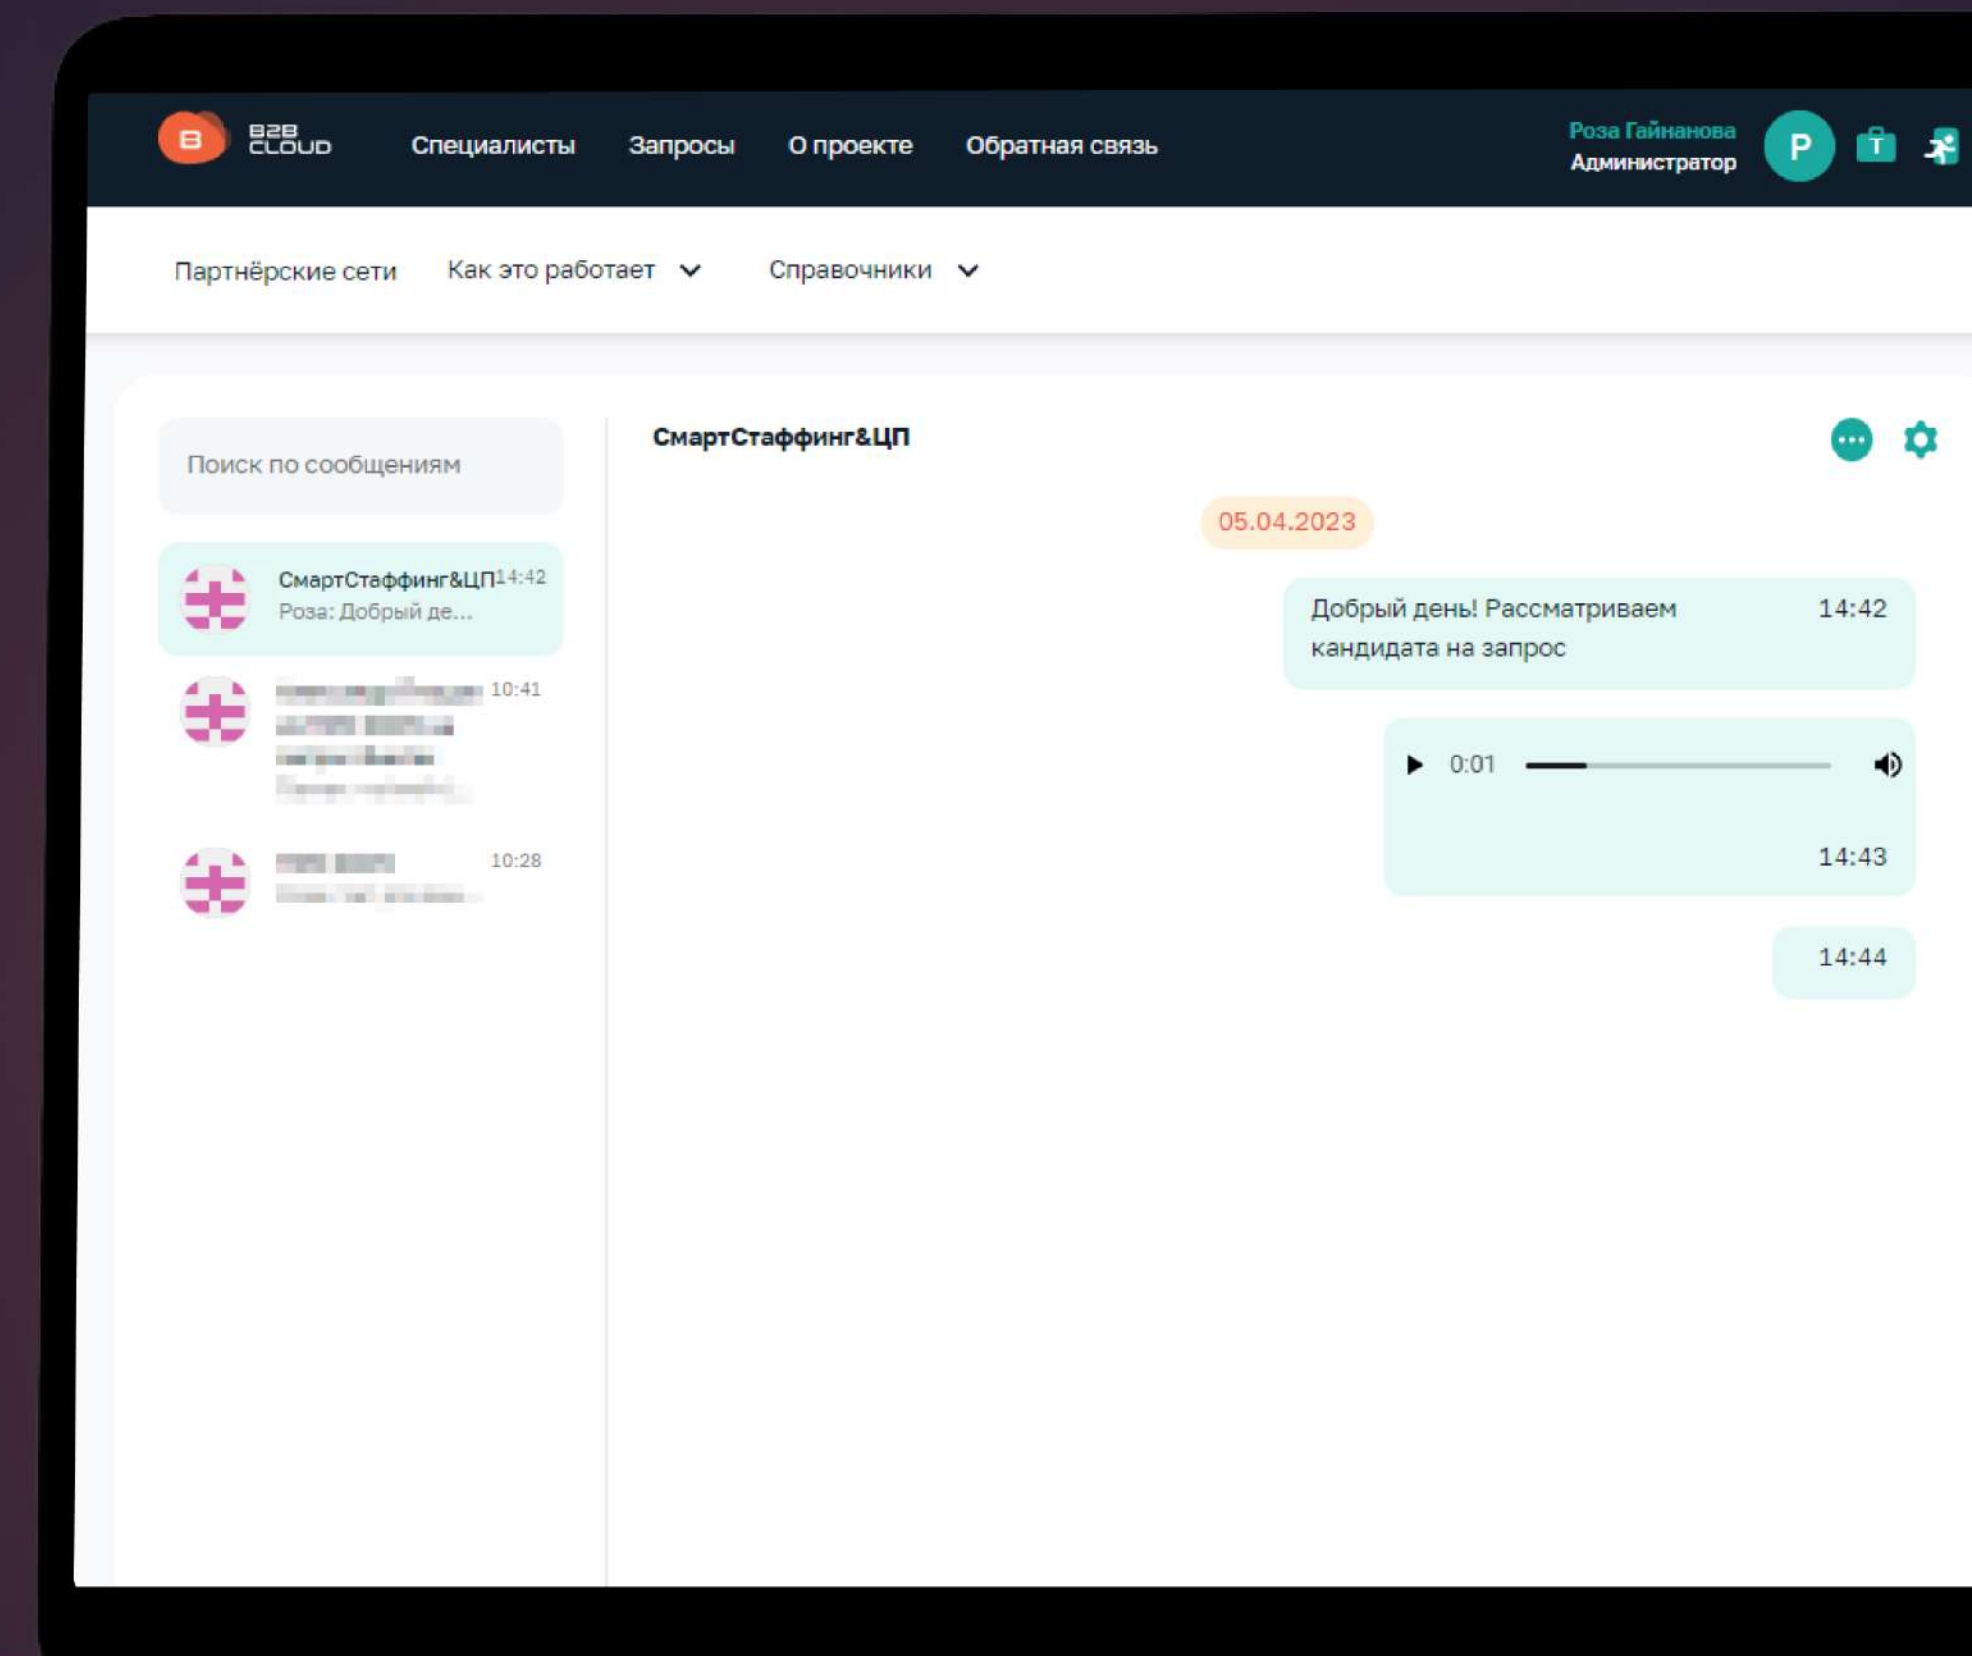 B
B2B
CLOUD
Специалисты
Запросы
О проекте
Обратная связь
Роза Гайнанова
Администратор
Р
T
Партнёрские сети
Как это работает
Справочники
Поиск по сообщениям
СмартСтаффинг&ЦП
14:42
Роза: Добрый де...
10:41
10:28
СмартСтаффинг&ЦП
05.04.2023
Добрый день! Рассматриваем
кандидата на запрос
14:42
0:01
14:43
14:44